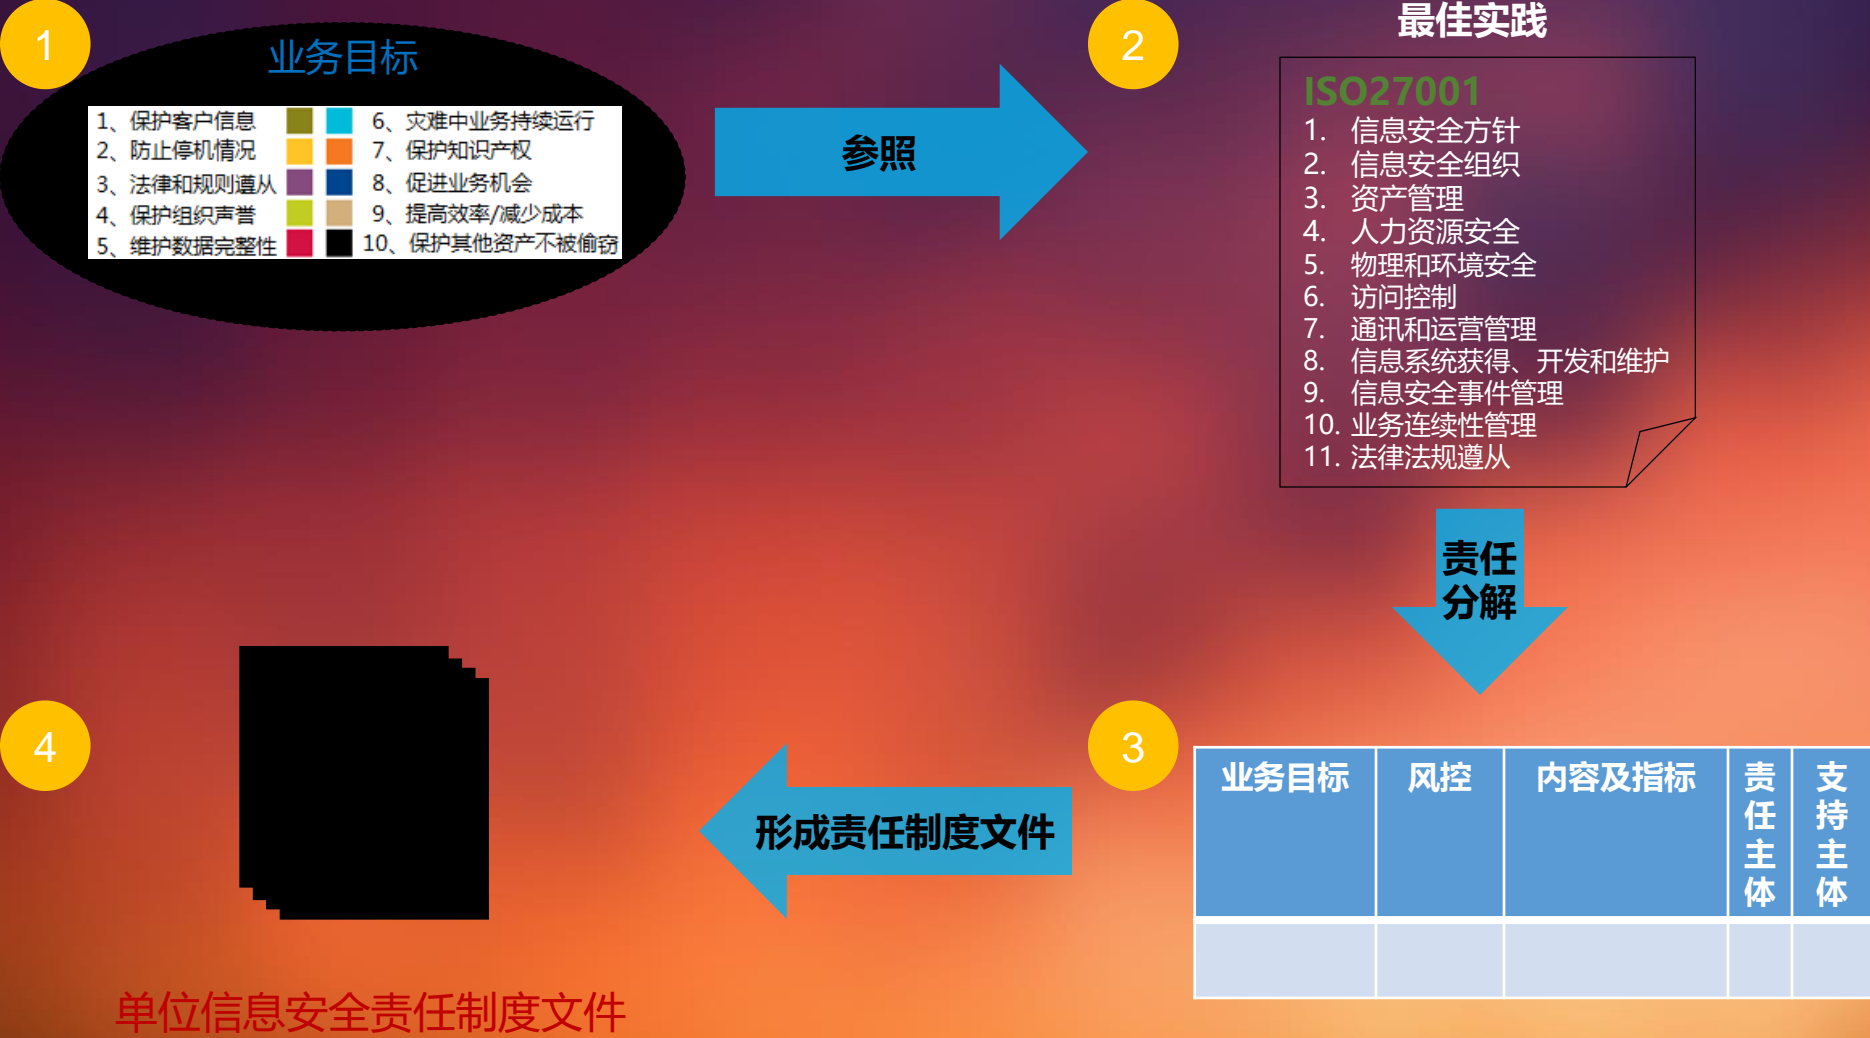 1
业务目标
1、保护客户信息
2、防止停机情况
3、法律和规则遵从
4、保护组织声誉
5、维护数据完整性
6、灾难中业务持续运行
7、保护知识产权
8、促进业务机会
9、提高效率/减少成本
10、保护其他资产不被偷窃
参照
2
最佳实践
ISO27001
1. 信息安全方针
2. 信息安全组织
3. 资产管理
4. 人力资源安全
5. 物理和环境安全
6. 访问控制
7. 通讯和运营管理
8. 信息系统获得、开发和维护
9. 信息安全事件管理
10. 业务连续性管理
11. 法律法规遵从
责任
分解
3
业务目标
风控
内容及指标
责任主体
支持主体
形成责任制度文件
4
单位信息安全责任制度文件